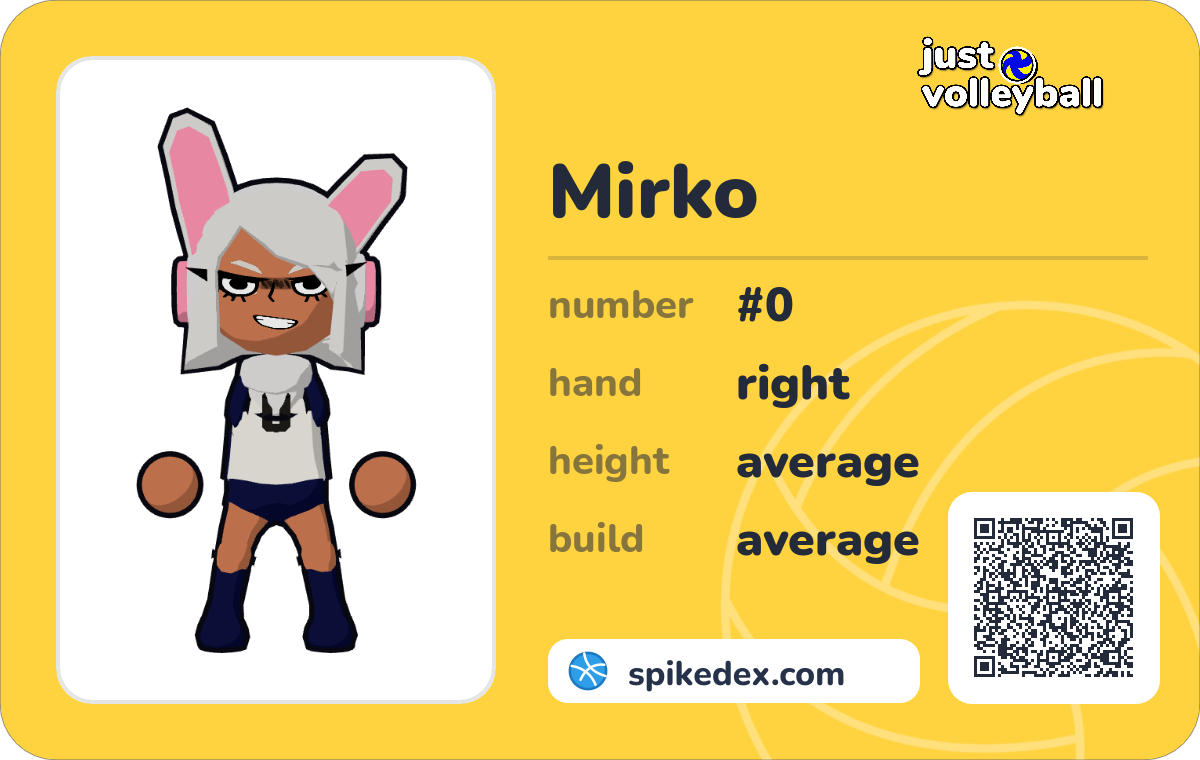 just
volleyball
Mirko
number #0
hand right
height average
build average
spikedex.com